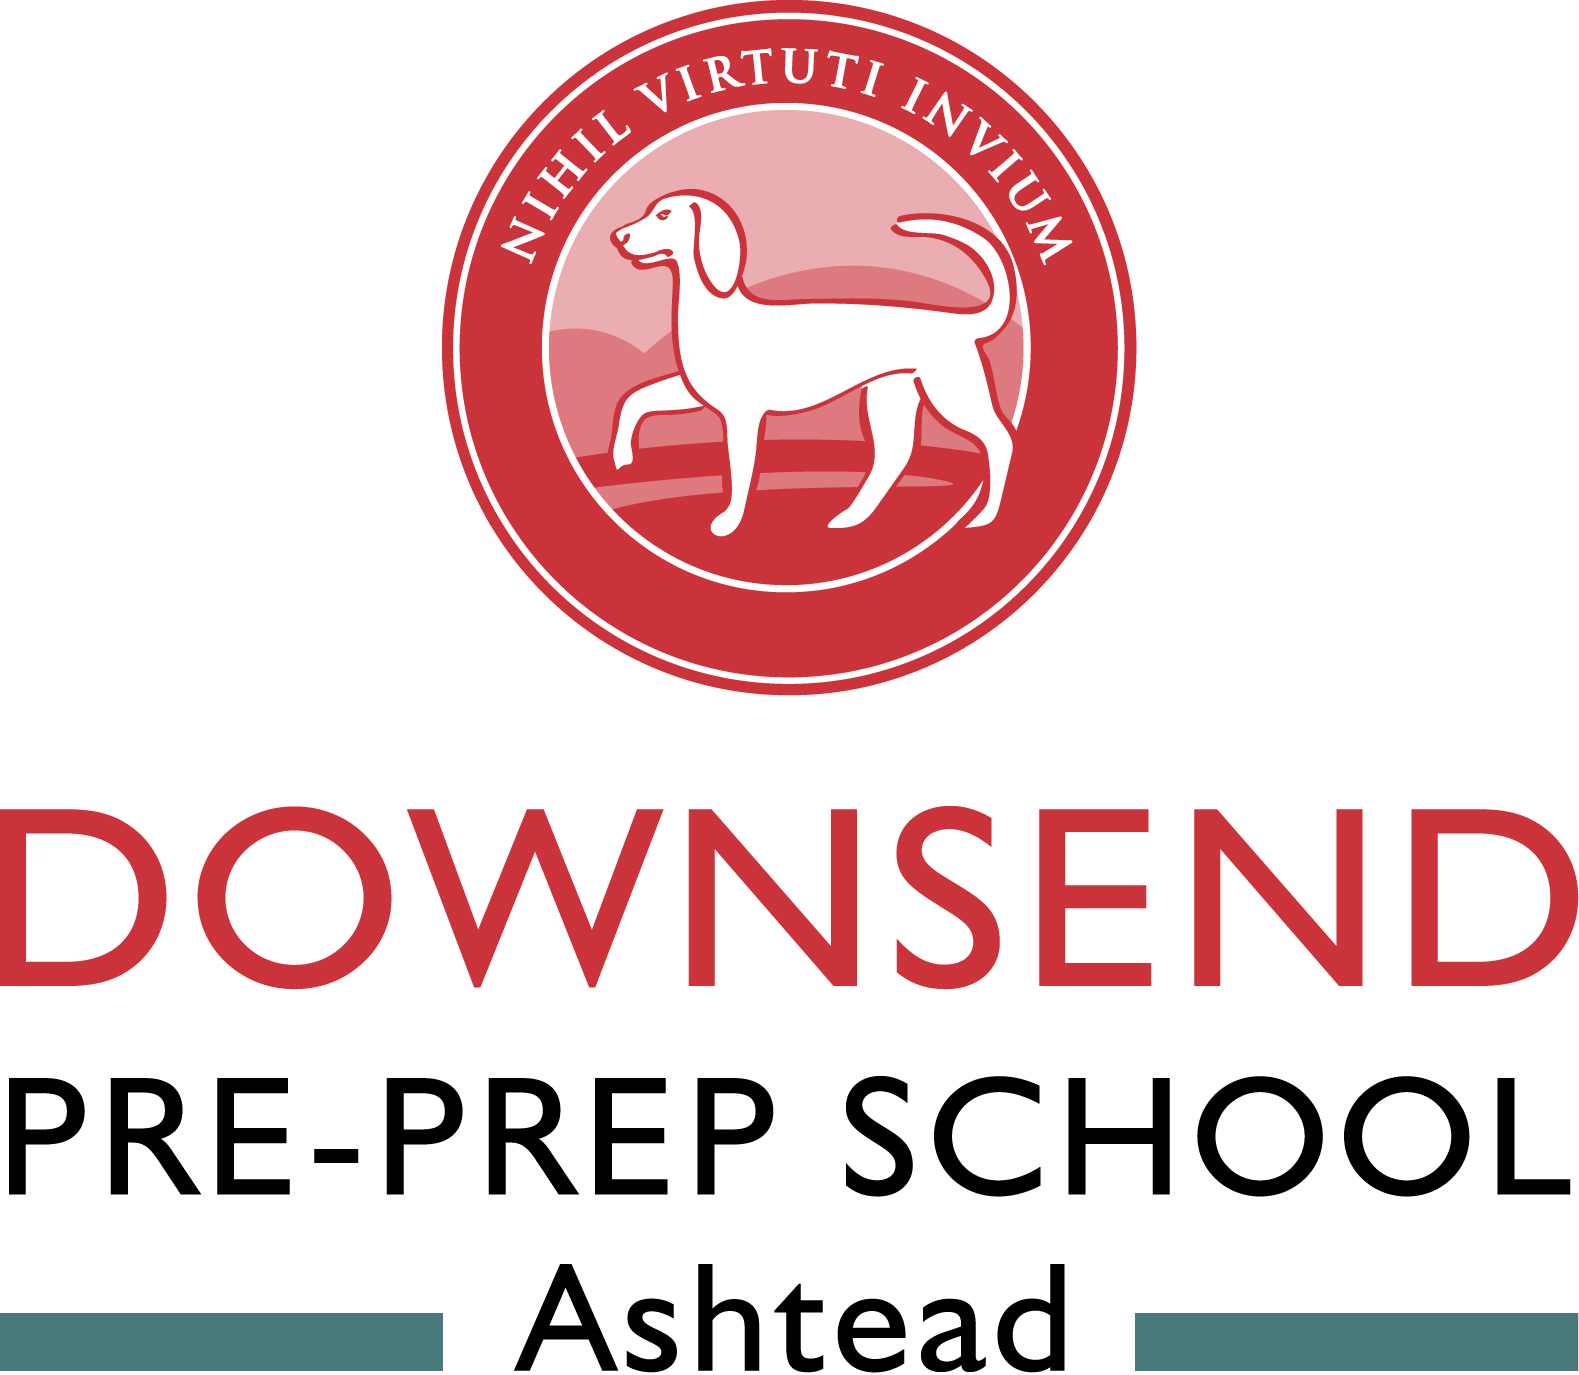 NIHIL VIRTUTI INVIUM
DOWNSEND
PRE-PREP SCHOOL
Ashtead